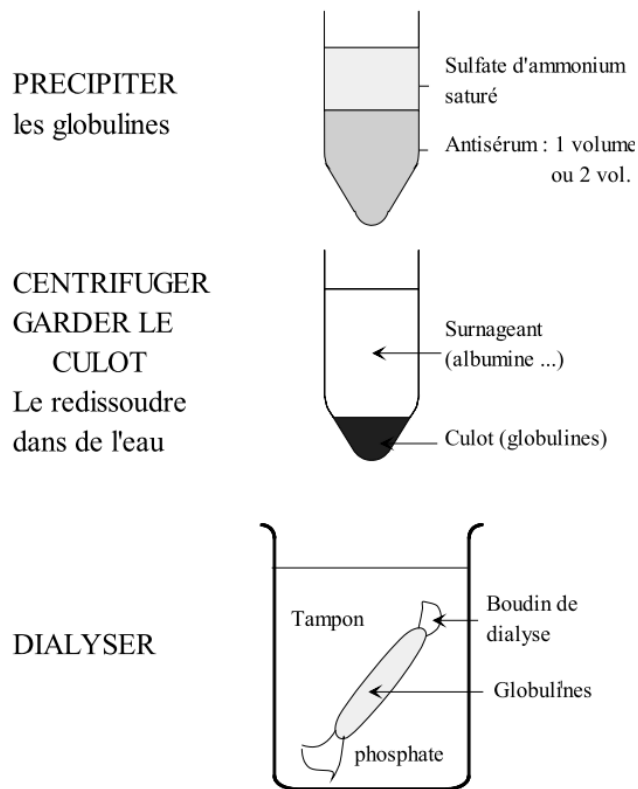 PRECIPITER
les globulines
Sulfate d'ammonium
saturé
Antisérum : 1 volume
ou 2 vol.
CENTRIFUGER
GARDER LE
CULOT
Le redissoudre
dans de l'eau
Surnageant
(albumine ...)
Culot (globulines)
DIALYSER
Tampon
phosphate
Boudin de
dialyse
Globulines